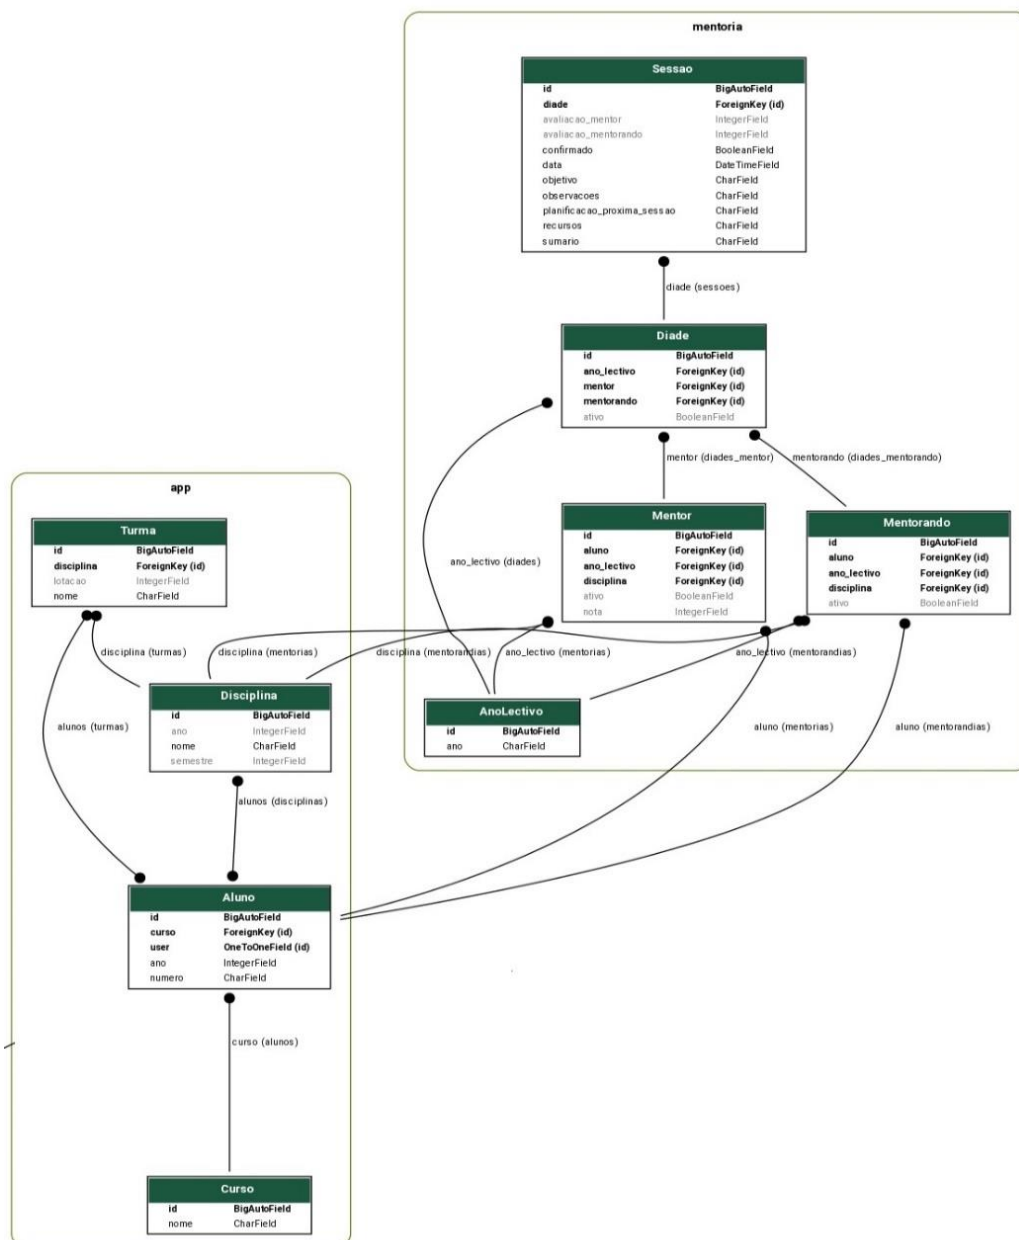 mentoria
Sessao
id BigAutoField
diade ForeignKey (id)
avaliacao_mentor IntegerField
avaliacao_mentorando IntegerField
confirmado BooleanField
data DateTimeField
objetivo CharField
observacoes CharField
planificacao_proxima_sessao CharField
recursos CharField
sumario CharField
diade (sessoes)
Diade
id BigAutoField
ano_lectivo ForeignKey (id)
mentor ForeignKey (id)
mentorando ForeignKey (id)
ativo BooleanField
mentor (diades_mentor)
mentorando (diades_mentorando)
ano_lectivo (diades)
Mentor
id BigAutoField
aluno ForeignKey (id)
ano_lectivo ForeignKey (id)
disciplina ForeignKey (id)
ativo BooleanField
nota IntegerField
Mentorando
id BigAutoField
aluno ForeignKey (id)
ano_lectivo ForeignKey (id)
disciplina ForeignKey (id)
ativo BooleanField
app
Turma
id BigAutoField
disciplina ForeignKey (id)
lotacao IntegerField
nome CharField
disciplina (turmas)
disciplina (mentorias)
disciplina (mentorandias)
ano_lectivo (mentorias)
ano_lectivo (mentorandias)
Disciplina
id BigAutoField
ano IntegerField
nome CharField
semestre IntegerField
AnoLectivo
id BigAutoField
ano CharField
alunos (turmas)
aluno (mentorias)
aluno (mentorandias)
alunos (disciplinas)
Aluno
id BigAutoField
curso ForeignKey (id)
user OneToOneField (id)
ano IntegerField
numero CharField
curso (alunos)
Curso
id BigAutoField
nome CharField